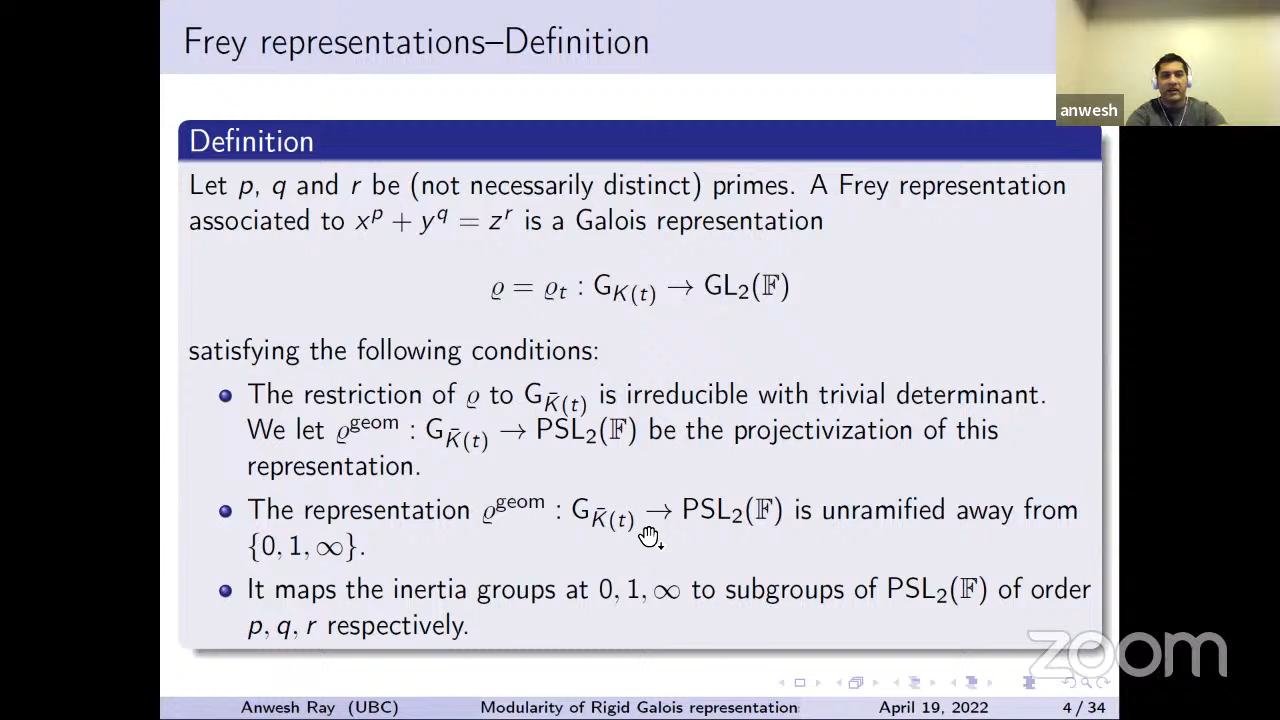 Frey representations–Definition
anwesh
Definition
Let p, q and r be (not necessarily distinct) primes. A Frey representation
associated to x^p + y^q = z^r is a Galois representation
ϱ = ϱ_t : G_{K(t)} → GL_2(𝔽)
satisfying the following conditions:
The restriction of ϱ to G_{K̄(t)} is irreducible with trivial determinant.
We let ϱ^{geom} : G_{K̄(t)} → PSL_2(𝔽) be the projectivization of this
representation.
The representation ϱ^{geom} : G_{K̄(t)} → PSL_2(𝔽) is unramified away from
{0, 1, ∞}.
It maps the inertia groups at 0, 1, ∞ to subgroups of PSL_2(𝔽) of order
p, q, r respectively.
zoom
Anwesh Ray (UBC) Modularity of Rigid Galois representation April 19, 2022 4 / 34